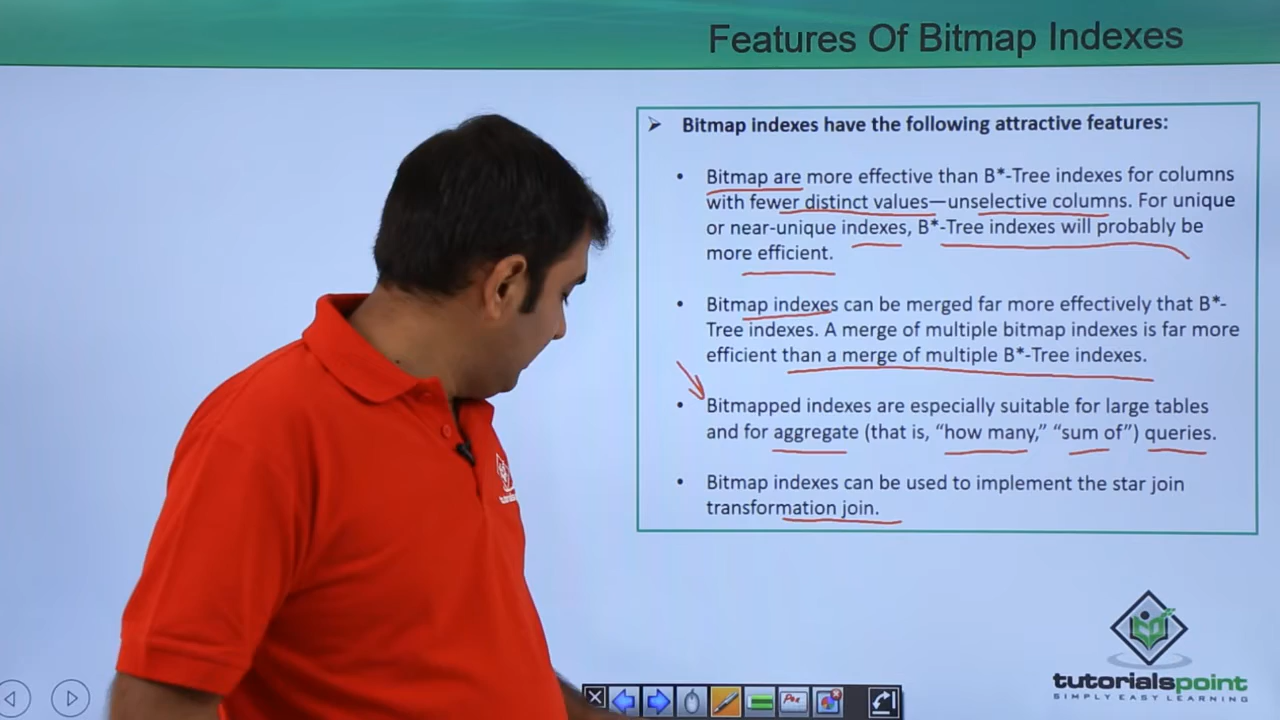 Features Of Bitmap Indexes
➢ Bitmap indexes have the following attractive features:
• Bitmap are more effective than B*-Tree indexes for columns
with fewer distinct values—unselective columns. For unique
or near-unique indexes, B*-Tree indexes will probably be
more efficient.
• Bitmap indexes can be merged far more effectively that B*-
Tree indexes. A merge of multiple bitmap indexes is far more
efficient than a merge of multiple B*-Tree indexes.
• Bitmapped indexes are especially suitable for large tables
and for aggregate (that is, “how many,” “sum of”) queries.
• Bitmap indexes can be used to implement the star join
transformation join.
tutorialspoint
SIMPLY EASY LEARNING